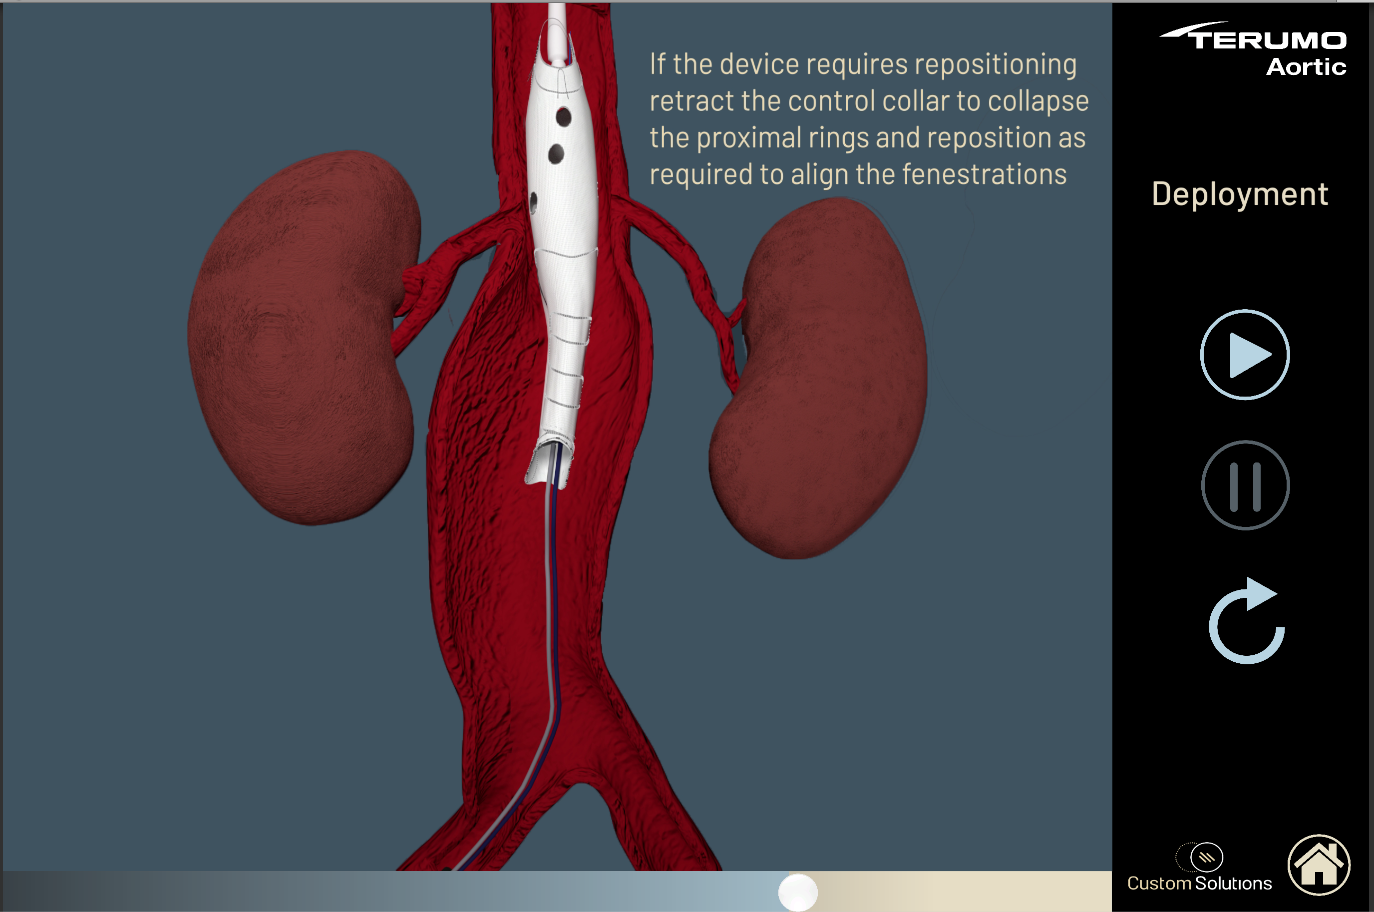 If the device requires repositioning
retract the control collar to collapse
the proximal rings and reposition as
required to align the fenestrations
TERUMO
Aortic
Deployment
Custom Solutions